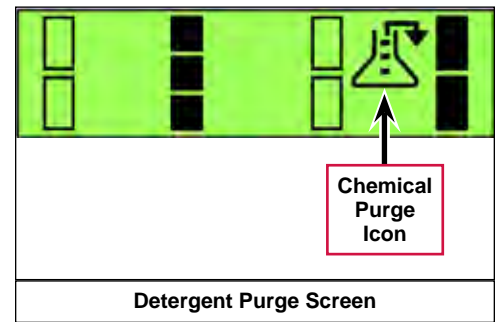 Chemical
Purge
Icon
Detergent Purge Screen